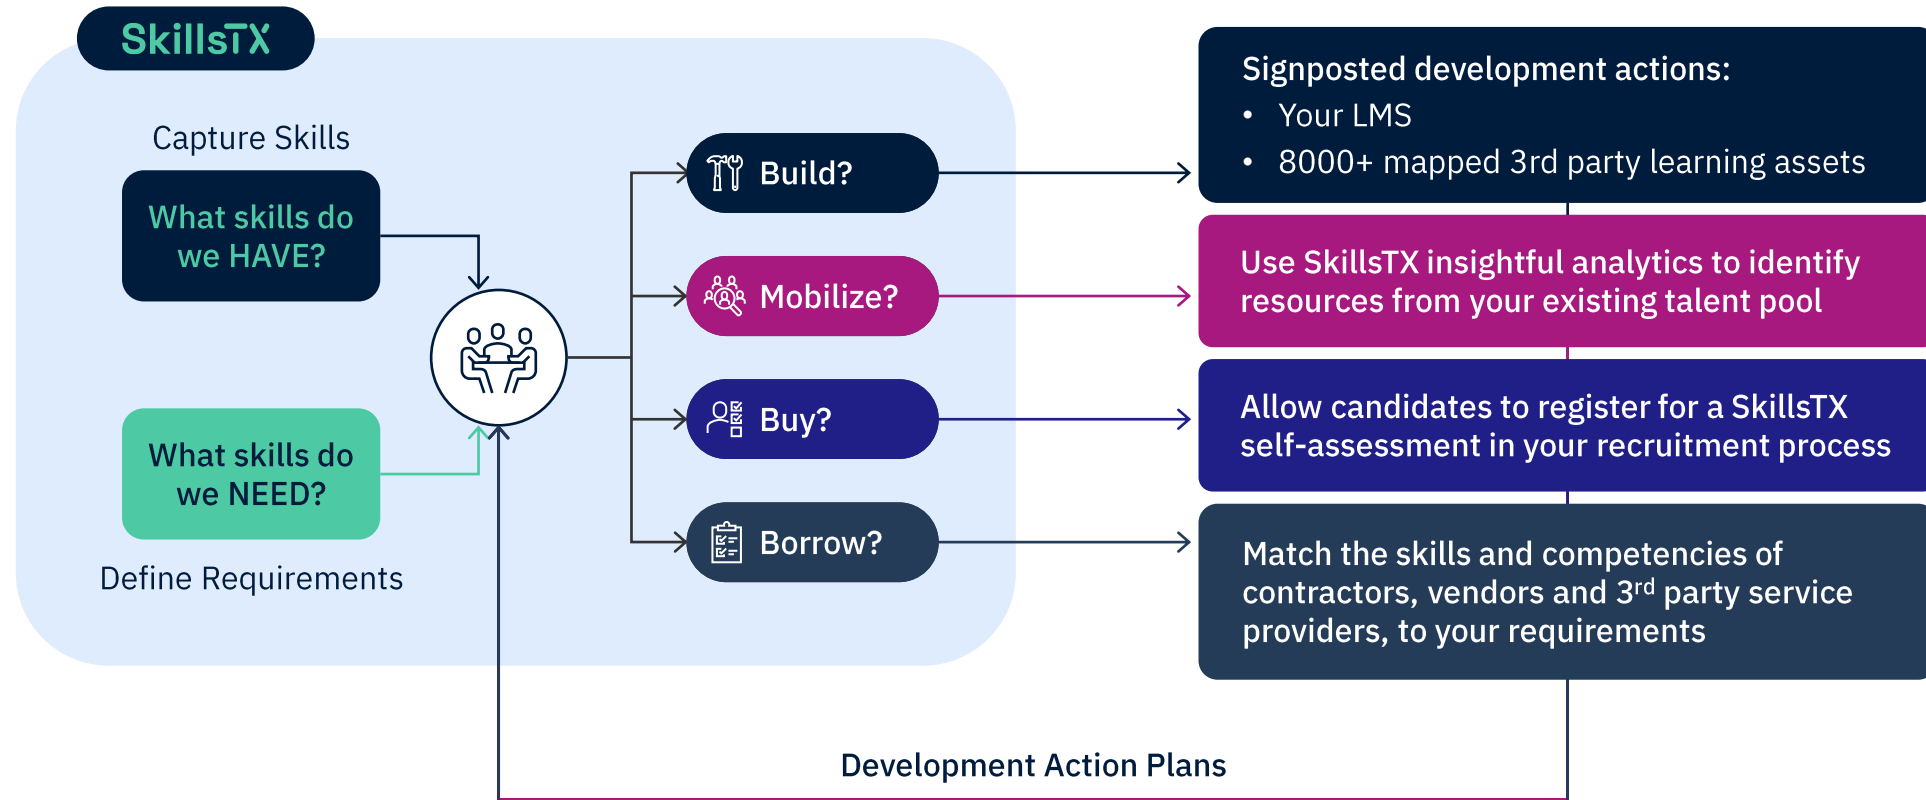 SkillsTX
Capture Skills
What skills do
we HAVE?
What skills do
we NEED?
Define Requirements
Build?
Mobilize?
Buy?
Borrow?
Signposted development actions:
• Your LMS
• 8000+ mapped 3rd party learning assets
Use SkillsTX insightful analytics to identify
resources from your existing talent pool
Allow candidates to register for a SkillsTX
self-assessment in your recruitment process
Match the skills and competencies of
contractors, vendors and 3rd party service
providers, to your requirements
Development Action Plans